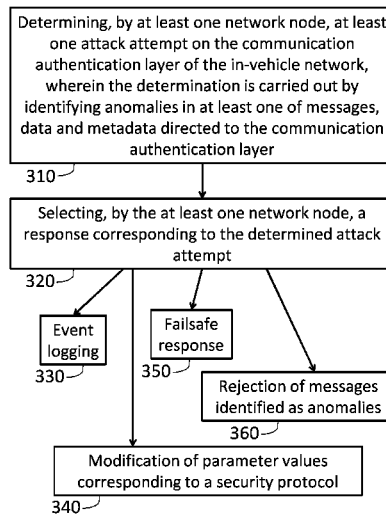 Determining, by at least one network node, at least
one attack attempt on the communication
authentication layer of the in-vehicle network,
wherein the determination is carried out by
identifying anomalies in at least one of messages,
data and metadata directed to the communication
authentication layer
310
Selecting, by the at least one network node, a
response corresponding to the determined attack
attempt
320
Event
logging
330
Failsafe
response
350
Rejection of messages
identified as anomalies
360
Modification of parameter values
corresponding to a security protocol
340